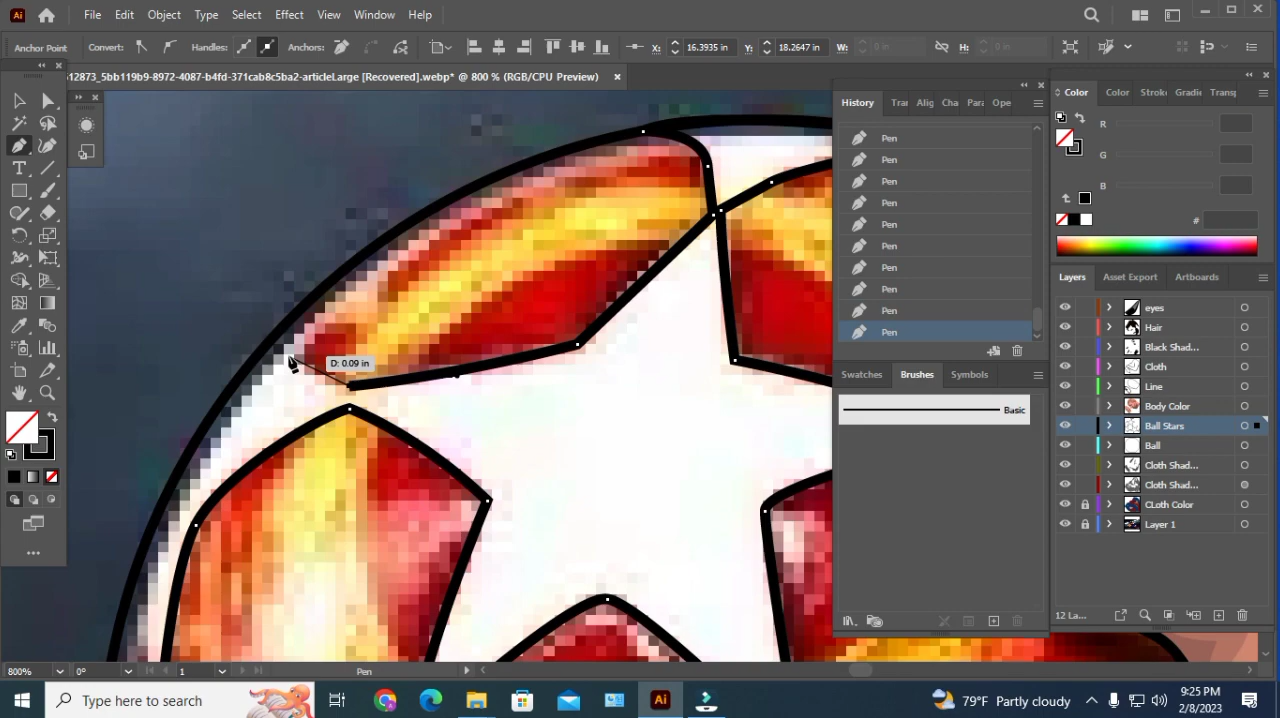 Ai File Edit Object Type Select Effect View Window Help
Anchor Point Convert: Handles: Anchors: X: 16.3935 in Y: 18.2647 in W: 0 in H: 0 in
12873_5bb119b9-8972-4087-b4fd-371cab8c5ba2-articleLarge [Recovered].webp* @ 800 % (RGB/CPU Preview) ×
History Tra Alig Cha Para Ope
Pen
Pen
Pen
Pen
Pen
Pen
Pen
Pen
Pen
Pen
D: 0.09 in
Swatches Brushes Symbols
Basic
Color Color Strok Gradi Transp
R
G
B
#
Layers Asset Export Artboards
eyes
Hair
Black Shad...
Cloth
Line
Body Color
Ball Stars
Ball
Cloth Shad...
Cloth Shad...
CLoth Color
Layer 1
12 La...
800% 0° 1 Pen
Type here to search
Ai
79°F Partly cloudy
9:25 PM
2/8/2023